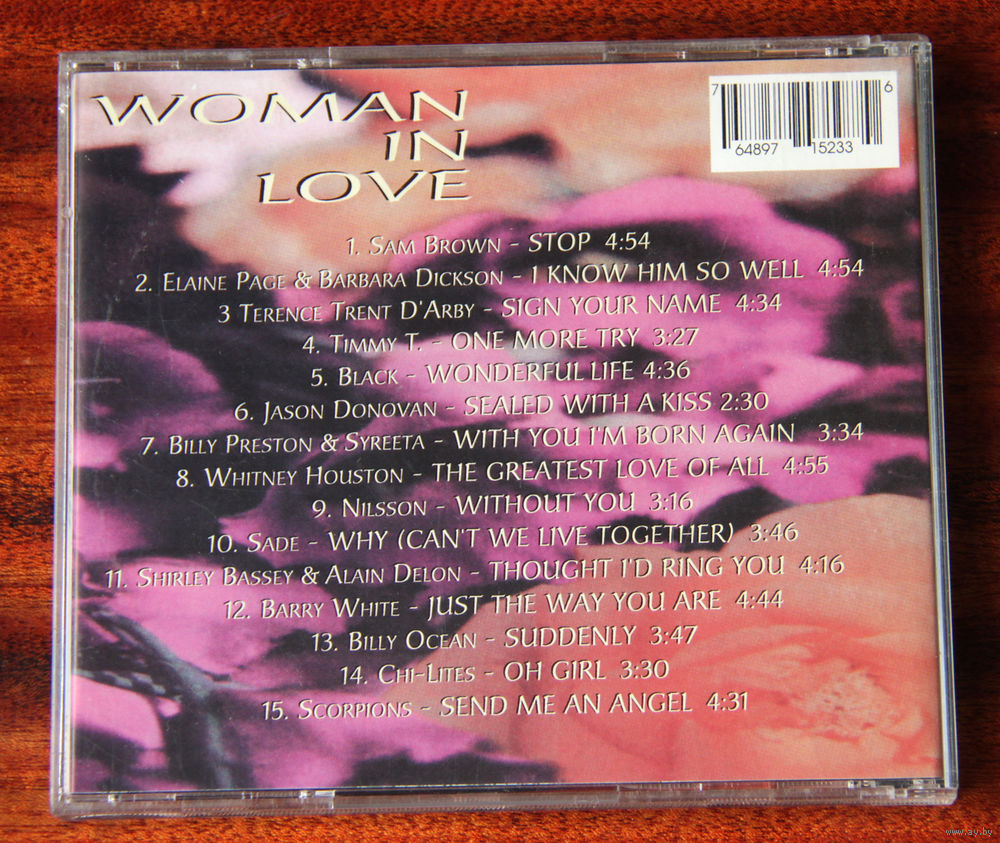 WOMAN
IN
LOVE
7 64897 15233 6
1. SAM BROWN - STOP 4:54
2. ELAINE PAGE & BARBARA DICKSON - I KNOW HIM SO WELL 4:54
3 TERENCE TRENT D'ARBY - SIGN YOUR NAME 4:34
4. TIMMY T. - ONE MORE TRY 3:27
5. BLACK - WONDERFUL LIFE 4:36
6. JASON DONOVAN - SEALED WITH A KISS 2:30
7. BILLY PRESTON & SYREETA - WITH YOU I'M BORN AGAIN 3:34
8. WHITNEY HOUSTON - THE GREATEST LOVE OF ALL 4:55
9. NILSSON - WITHOUT YOU 3:16
10. SADE - WHY (CAN'T WE LIVE TOGETHER) 3:46
11. SHIRLEY BASSEY & ALAIN DELON - THOUGHT I'D RING YOU 4:16
12. BARRY WHITE - JUST THE WAY YOU ARE 4:44
13. BILLY OCEAN - SUDDENLY 3:47
14. CHI-LITES - OH GIRL 3:30
15. SCORPIONS - SEND ME AN ANGEL 4:31
www.ay.by